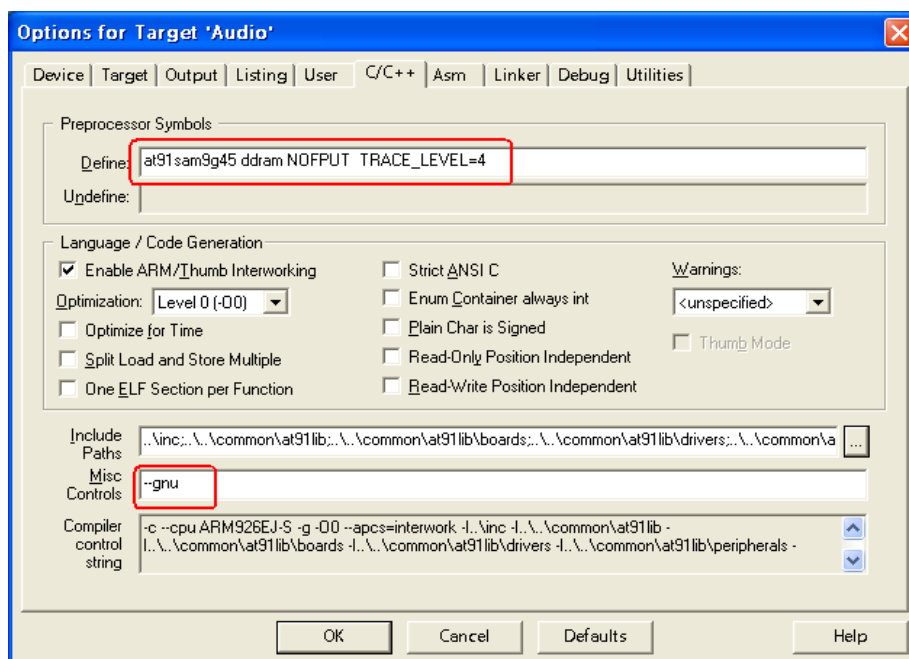 Options for Target 'Audio'
Device Target Output Listing User C/C++ Asm Linker Debug Utilities
Preprocessor Symbols
Define: at91sam9g45 ddram NOFPUT TRACE_LEVEL=4
Undefine:
Language / Code Generation
Enable ARM/Thumb Interworking
Optimization: Level 0 (-O0)
Optimize for Time
Split Load and Store Multiple
One ELF Section per Function
Strict ANSI C
Enum Container always int
Plain Char is Signed
Read-Only Position Independent
Read-Write Position Independent
Warnings:
<unspecified>
Thumb Mode
Include
Paths
..\inc;..\..\common\at91lib;..\..\common\at91lib\boards;..\..\common\at91lib\drivers;..\..\common\a
...
Misc
Controls
--gnu
Compiler
control
string
-c --cpu ARM926EJ-S -g -O0 --apcs=interwork -I..\inc -I..\..\common\at91lib -
I..\..\common\at91lib\boards -I..\..\common\at91lib\drivers -I..\..\common\at91lib\peripherals -
OK Cancel Defaults Help